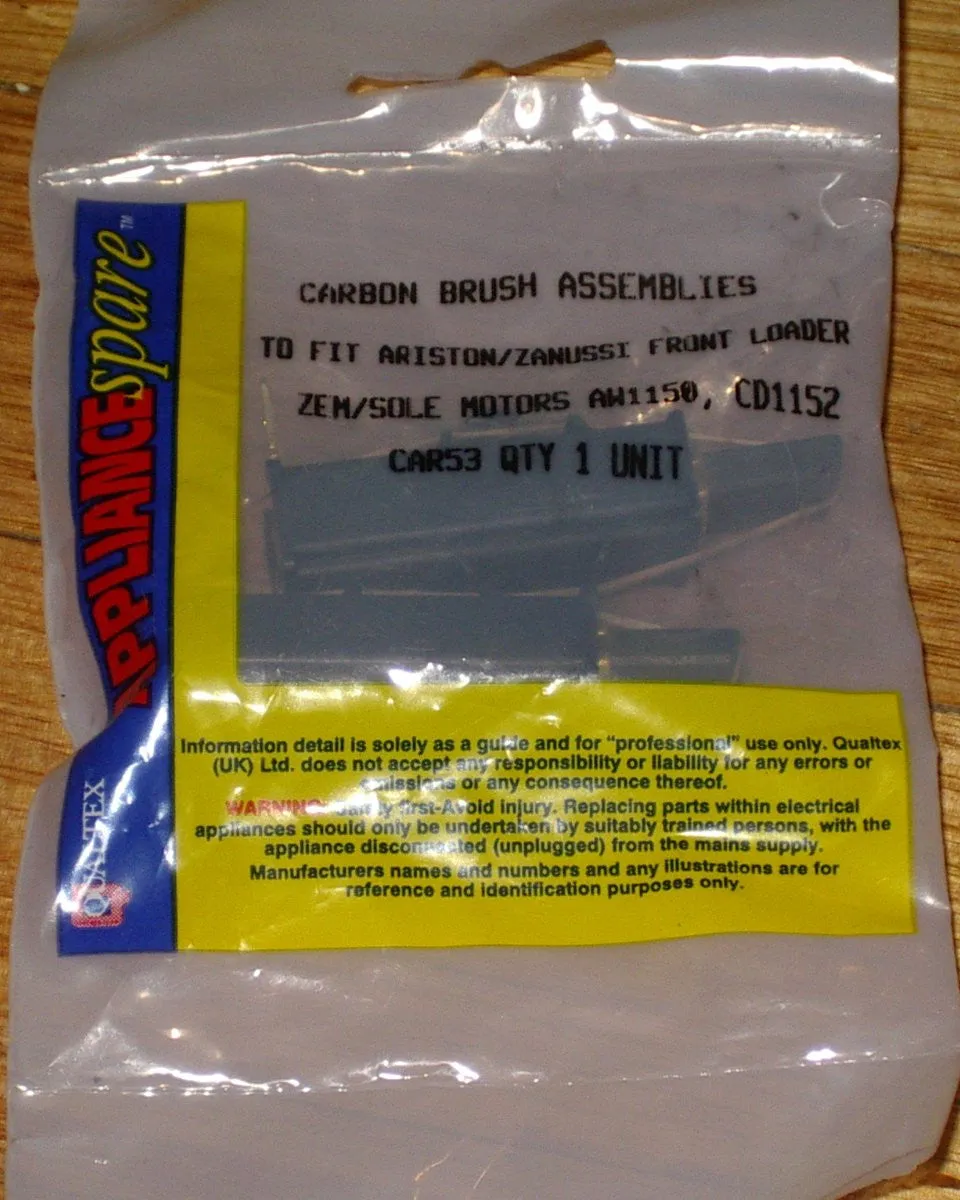 CARBON BRUSH ASSEMBLIES
TO FIT ARISTON/ZANUSSI FRONT LOADER
ZEM/SOLE MOTORS AW1150, CD1152
CAR53 QTY 1 UNIT
APPLIANCEspare™
QUALTEX
Information detail is solely as a guide and for “professional” use only. Qualtex
(UK) Ltd. does not accept any responsibility or liability for any errors or
omissions or any consequence thereof.
WARNING: Safety first-Avoid injury. Replacing parts within electrical
appliances should only be undertaken by suitably trained persons, with the
appliance disconnected (unplugged) from the mains supply.
Manufacturers names and numbers and any illustrations are for
reference and identification purposes only.